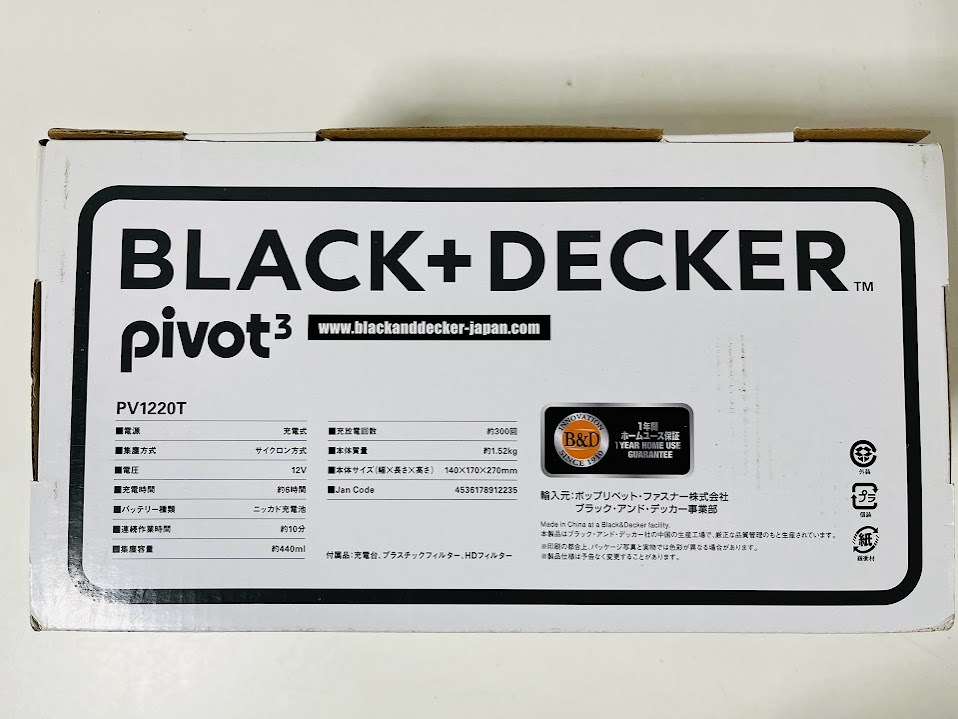 BLACK+DECKER™
pivot³
www.blackanddecker-japan.com
PV1220T
■電源 充電式
■集塵方式 サイクロン方式
■電圧 12V
■充電時間 約6時間
■バッテリー種類 ニッカド充電池
■連続作業時間 約10分
■集塵容量 約440ml
■充放電回数 約300回
■本体質量 約1.52kg
■本体サイズ(幅×長さ×高さ) 140×170×270mm
■Jan Code 4536178912235
付属品:充電台、プラスチックフィルター、HDフィルター
INNOVATION
B&D
SINCE 1910
1年間
ホームユース保証
1 YEAR HOME USE
GUARANTEE
輸入元:ポップリベット・ファスナー株式会社
ブラック・アンド・デッカー事業部
Made in China at a Black&Decker facility.
本製品はブラック・アンド・デッカー社の中国の生産工場で、厳正な品質管理のもと生産されています。
※印刷の都合上、パッケージ写真と実物では色彩が異なる場合があります。
※製品仕様は予告なく変更することがあります。
外装
プラ
個装
紙
緩衝材